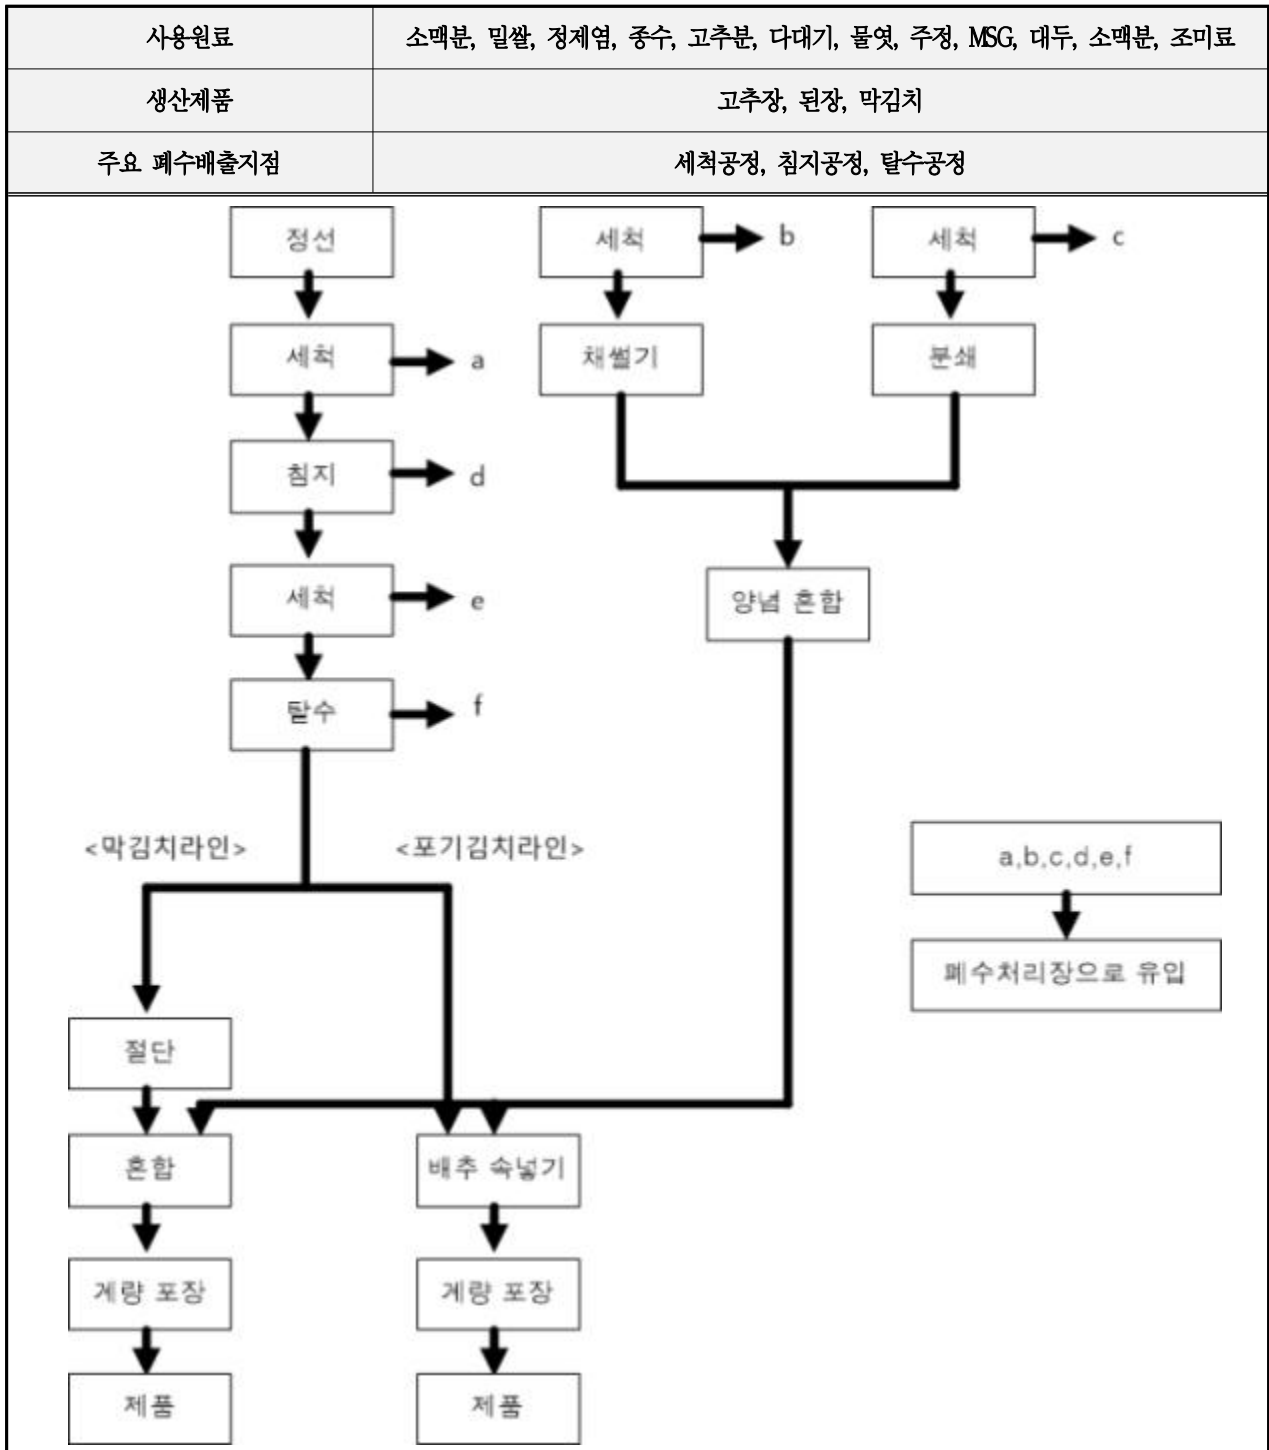 사용원료 소맥분, 밀쌀, 정제염, 종수, 고추분, 다대기, 물엿, 주정, MSG, 대두, 소맥분, 조미료
생산제품 고추장, 된장, 막김치
주요 폐수배출지점 세척공정, 침지공정, 탈수공정
정선 세척 b 세척 c
세척 a 채썰기 분쇄
침지 d
세척 e 양념 혼합
탈수 f
<막김치라인> <포기김치라인> a,b,c,d,e,f
폐수처리장으로 유입
절단
혼합 배추 속넣기
계량 포장 계량 포장
제품 제품